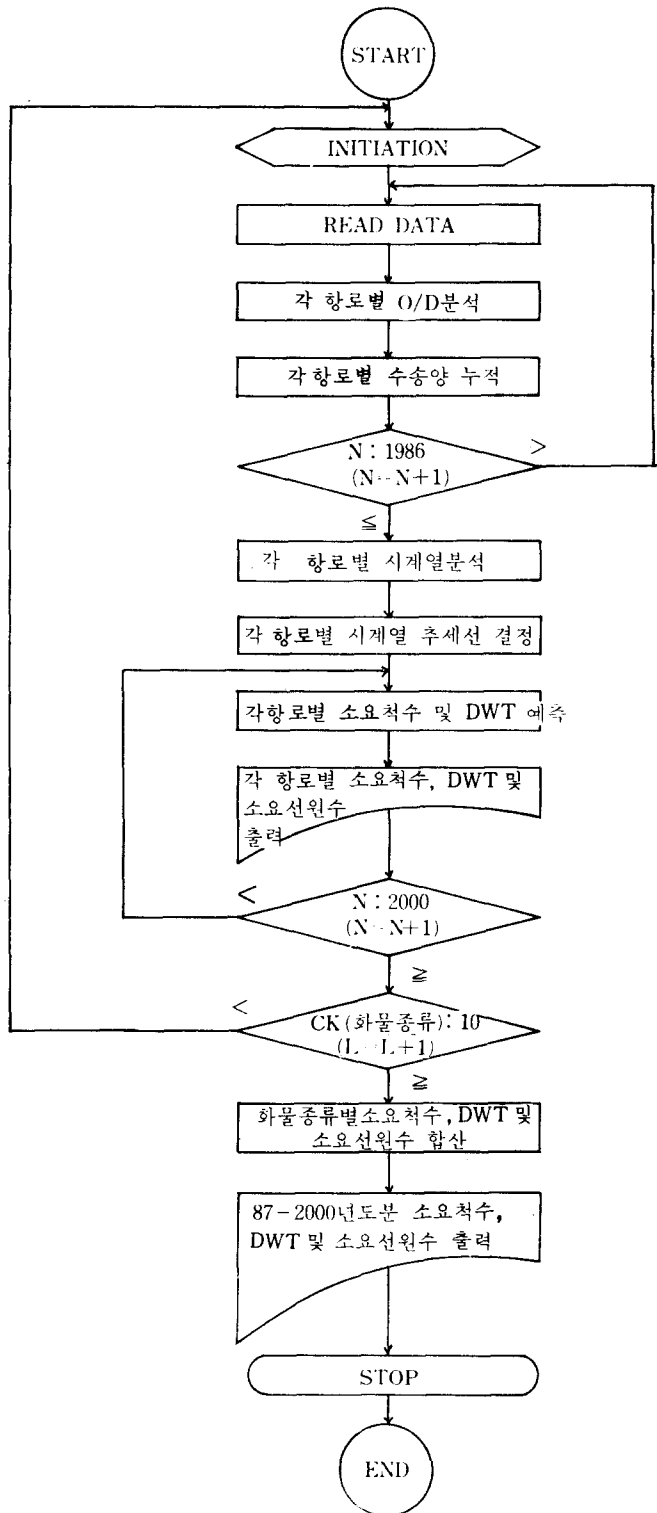 START
INITIATION
READ DATA
각 항로별 O/D분석
각항로별 수송양 누적
N : 1986
>
(N--N+1)
≦
각 항로별 시계열분석
각 항로별 시계열 추세선 결정
각항로별 소요척수 및 DWT 예측
각 항로별 소요척수, DWT 및
소요선원수
출력
<
N : 2000
(N--N+1)
≧
<
CK(화물종류): 10
(L--L+1)
≧
화물종류별소요척수, DWT 및
소요선원수 합산
87-2000년도분 소요척수,
DWT 및 소요선원수 출력
STOP
END